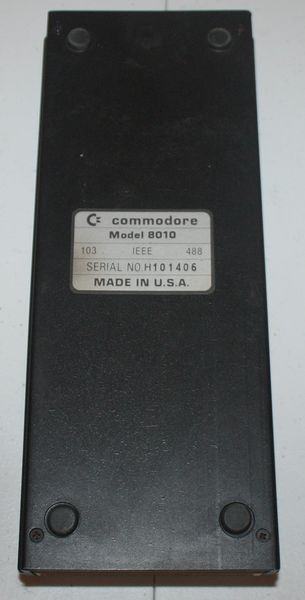 commodore
Model 8010
103 IEEE 488
SERIAL NO.H101406
MADE IN U.S.A.